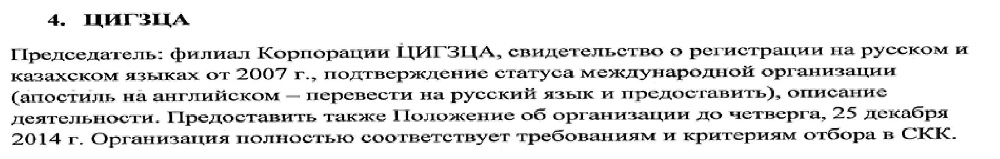 4. ЦИГЗЦА
Председатель: филиал Корпорации ЦИГЗЦА, свидетельство о регистрации на русском и
казахском языках от 2007 г., подтверждение статуса международной организации
(апостиль на английском – перевести на русский язык и предоставить), описание
деятельности. Предоставить также Положение об организации до четверга, 25 декабря
2014 г. Организация полностью соответствует требованиям и критериям отбора в СКК.